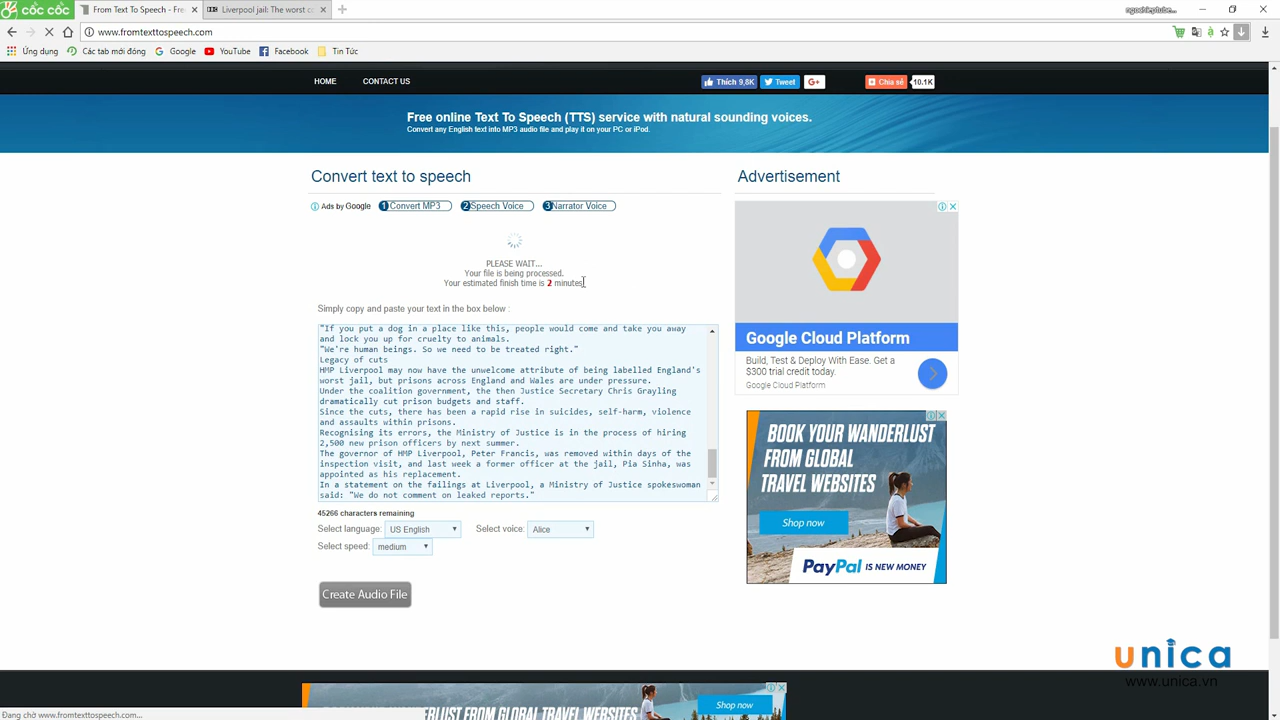 CỐC CỐC
From Text To Speech - Free
Liverpool jail: The worst co
ngochieptube...
www.fromtexttospeech.com
Ứng dụng
Các tab mới đóng
Google
YouTube
Facebook
Tin Tức
HOME
CONTACT US
Thích 9,8K
Tweet
G+
Chia sẻ
10.1K
Free online Text To Speech (TTS) service with natural sounding voices.
Convert any English text into MP3 audio file and play it on your PC or iPod.
Convert text to speech
Advertisement
Ads by Google
1 Convert MP3
2 Speech Voice
3 Narrator Voice
PLEASE WAIT...
Your file is being processed.
Your estimated finish time is 2 minutes
Simply copy and paste your text in the box below :
"If you put a dog in a place like this, people would come and take you away
and lock you up for cruelty to animals.
"We're human beings. So we need to be treated right."
Legacy of cuts
HMP Liverpool may now have the unwelcome attribute of being labelled England's
worst jail, but prisons across England and Wales are under pressure.
Under the coalition government, the then Justice Secretary Chris Grayling
dramatically cut prison budgets and staff.
Since the cuts, there has been a rapid rise in suicides, self-harm, violence
and assaults within prisons.
Recognising its errors, the Ministry of Justice is in the process of hiring
2,500 new prison officers by next summer.
The governor of HMP Liverpool, Peter Francis, was removed within days of the
inspection visit, and last week a former officer at the jail, Pia Sinha, was
appointed as his replacement.
In a statement on the failings at Liverpool, a Ministry of Justice spokeswoman
said: "We do not comment on leaked reports."
45266 characters remaining
Select language:
US English
Select voice:
Alice
Select speed:
medium
Create Audio File
Google Cloud Platform
Build, Test & Deploy With Ease. Get a
$300 trial credit today.
Google Cloud Platform
BOOK YOUR WANDERLUST
FROM GLOBAL
TRAVEL WEBSITES
Shop now
PayPal IS NEW MONEY
unica
www.unica.vn
BOOK YOUR WANDERLUST FROM GLOBAL TRAVEL WEBSITES
Shop now
Đang chờ www.fromtexttospeech.com...